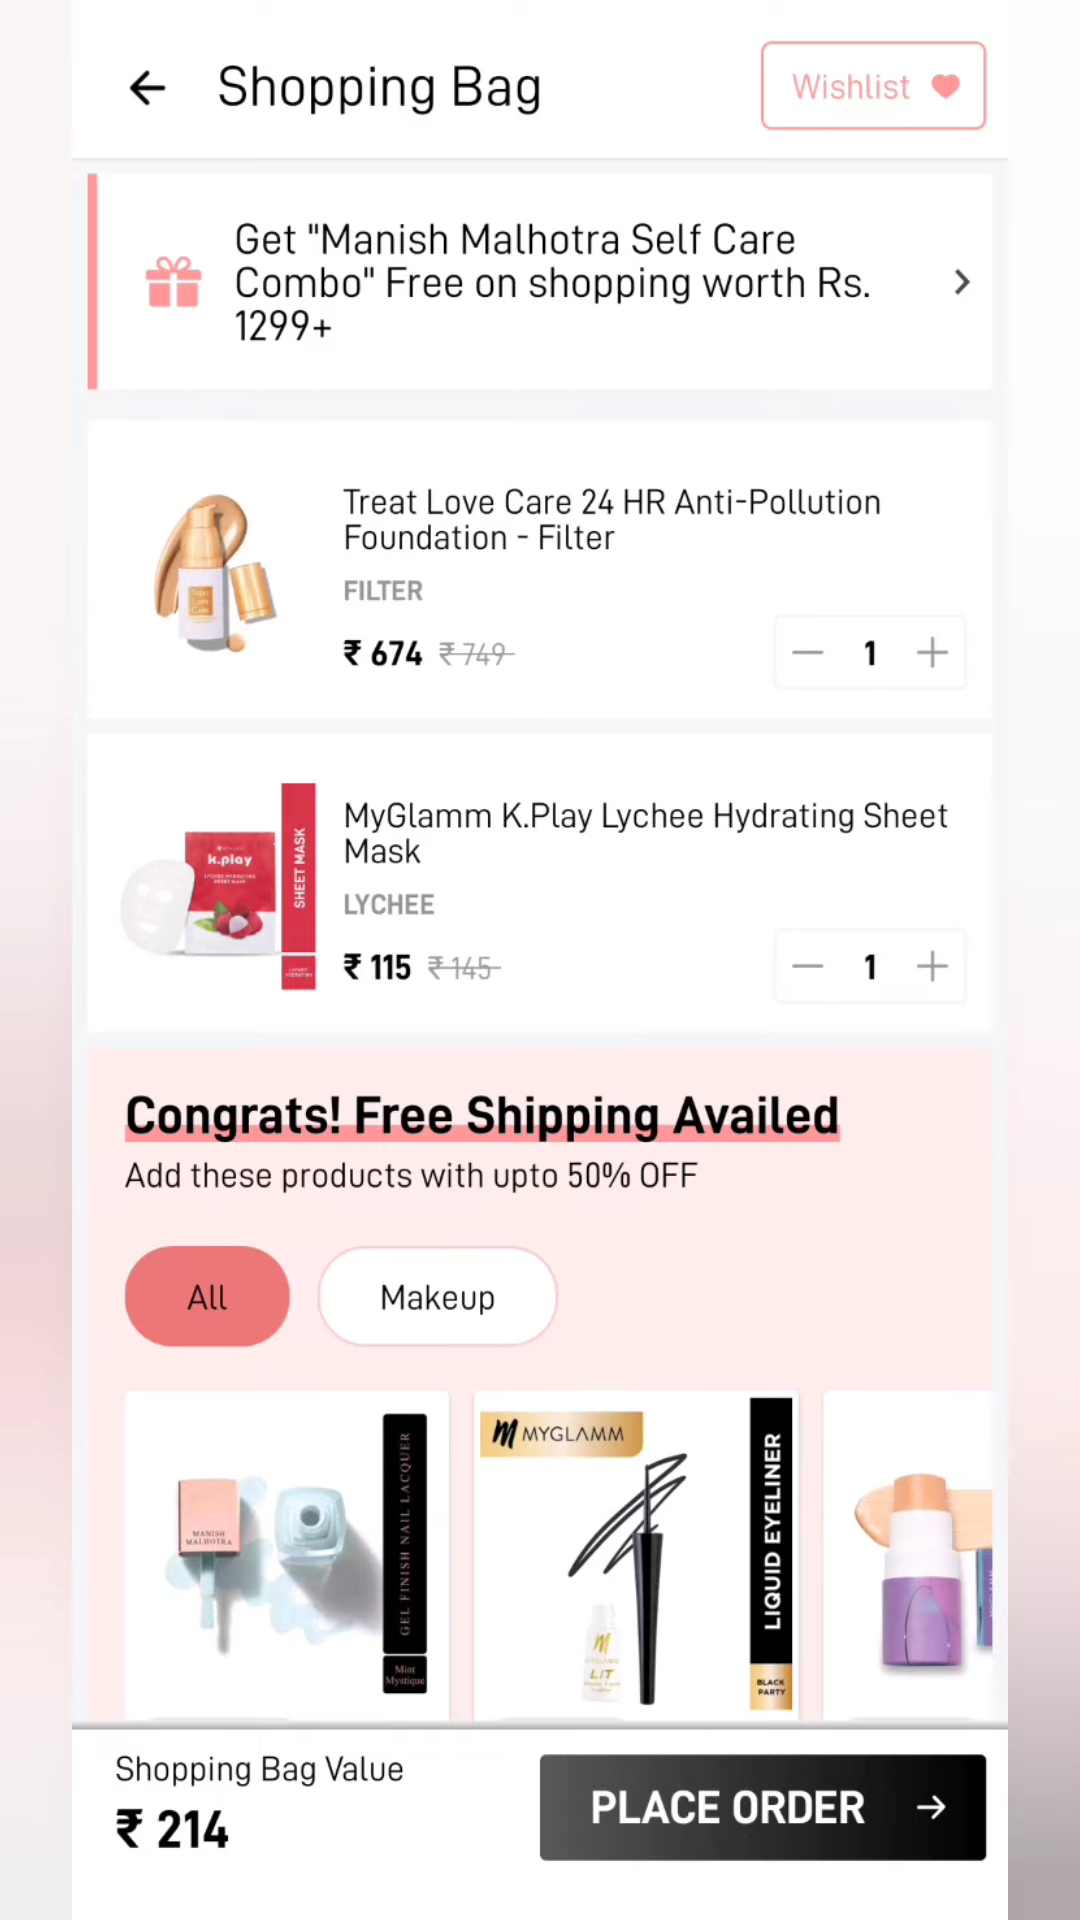 Shopping Bag
Wishlist
Get "Manish Malhotra Self Care
Combo" Free on shopping worth Rs.
1299+
Treat Love Care 24 HR Anti-Pollution
Foundation - Filter
FILTER
₹ 674 ₹ 749
1
k.play
SHEET MASK
MyGlamm K.Play Lychee Hydrating Sheet
Mask
LYCHEE
₹ 115 ₹ 145
1
Congrats! Free Shipping Availed
Add these products with upto 50% OFF
All
Makeup
MANISH
MALHOTRA
GEL FINISH NAIL LACQUER
Mint
Mystique
MYGLAMM
LIT
LIQUID EYELINER
BLACK
PARTY
Shopping Bag Value
₹ 214
PLACE ORDER